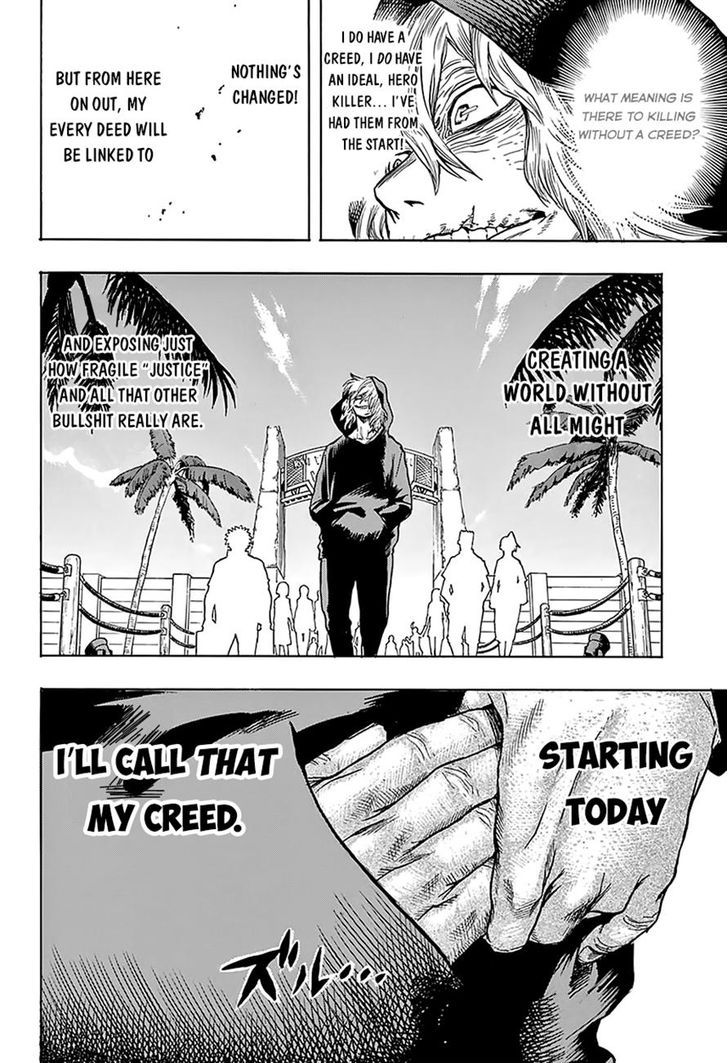 WHAT MEANING IS
THERE TO KILLING
WITHOUT A CREED?
I DO HAVE A
CREED, I DO HAVE
AN IDEAL, HERO
KILLER... I'VE
HAD THEM FROM
THE START!
NOTHING'S
CHANGED!
BUT FROM HERE
ON OUT, MY
EVERY DEED WILL
BE LINKED TO
CREATING A
WORLD WITHOUT
ALL MIGHT
AND EXPOSING JUST
HOW FRAGILE "JUSTICE"
AND ALL THAT OTHER
BULLSHIT REALLY ARE.
STARTING
TODAY
I'LL CALL THAT
MY CREED.
ズル...